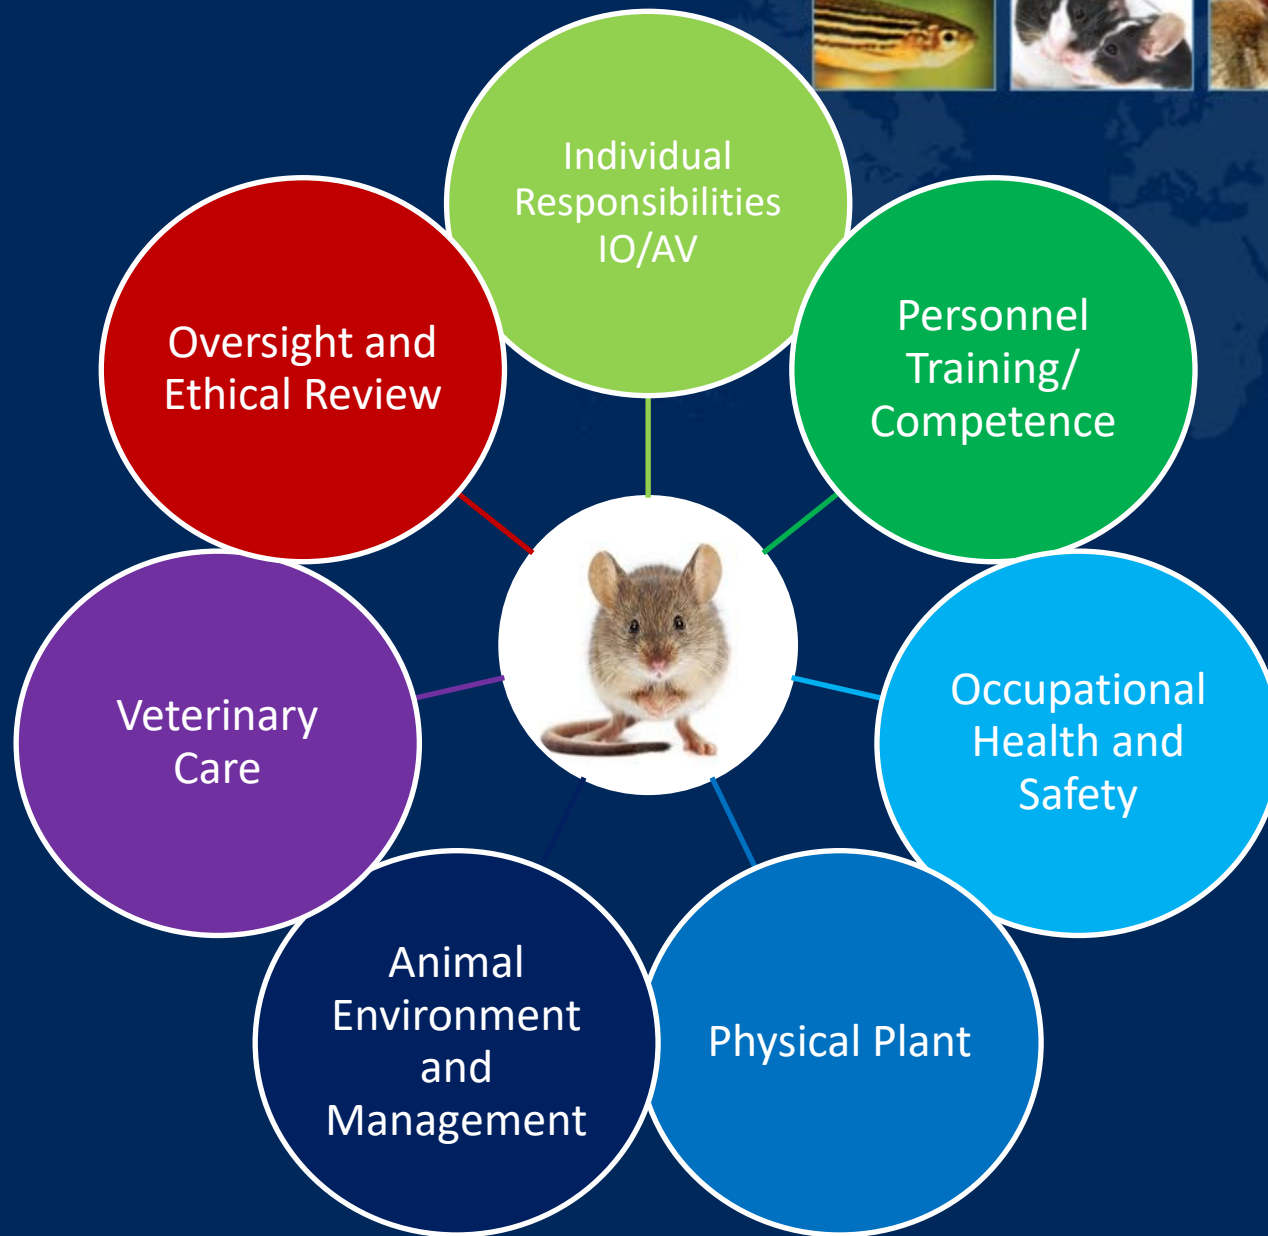 Individual
Responsibilities
IO/AV
Personnel
Training/
Competence
Occupational
Health and
Safety
Physical Plant
Animal
Environment
and
Management
Veterinary
Care
Oversight and
Ethical Review